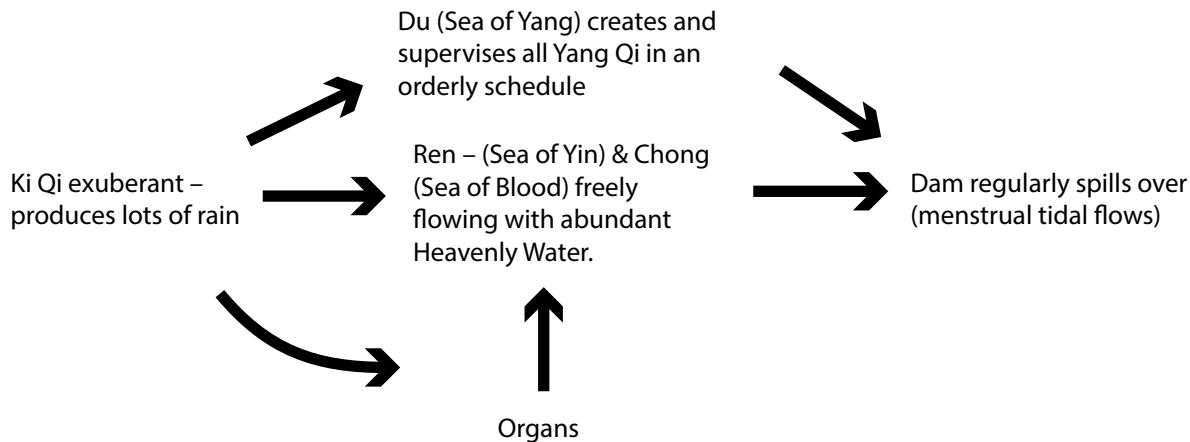 Du (Sea of Yang) creates and
supervises all Yang Qi in an
orderly schedule
Ki Qi exuberant –
produces lots of rain
Ren – (Sea of Yin) & Chong
(Sea of Blood) freely
flowing with abundant
Heavenly Water.
Dam regularly spills over
(menstrual tidal flows)
Organs